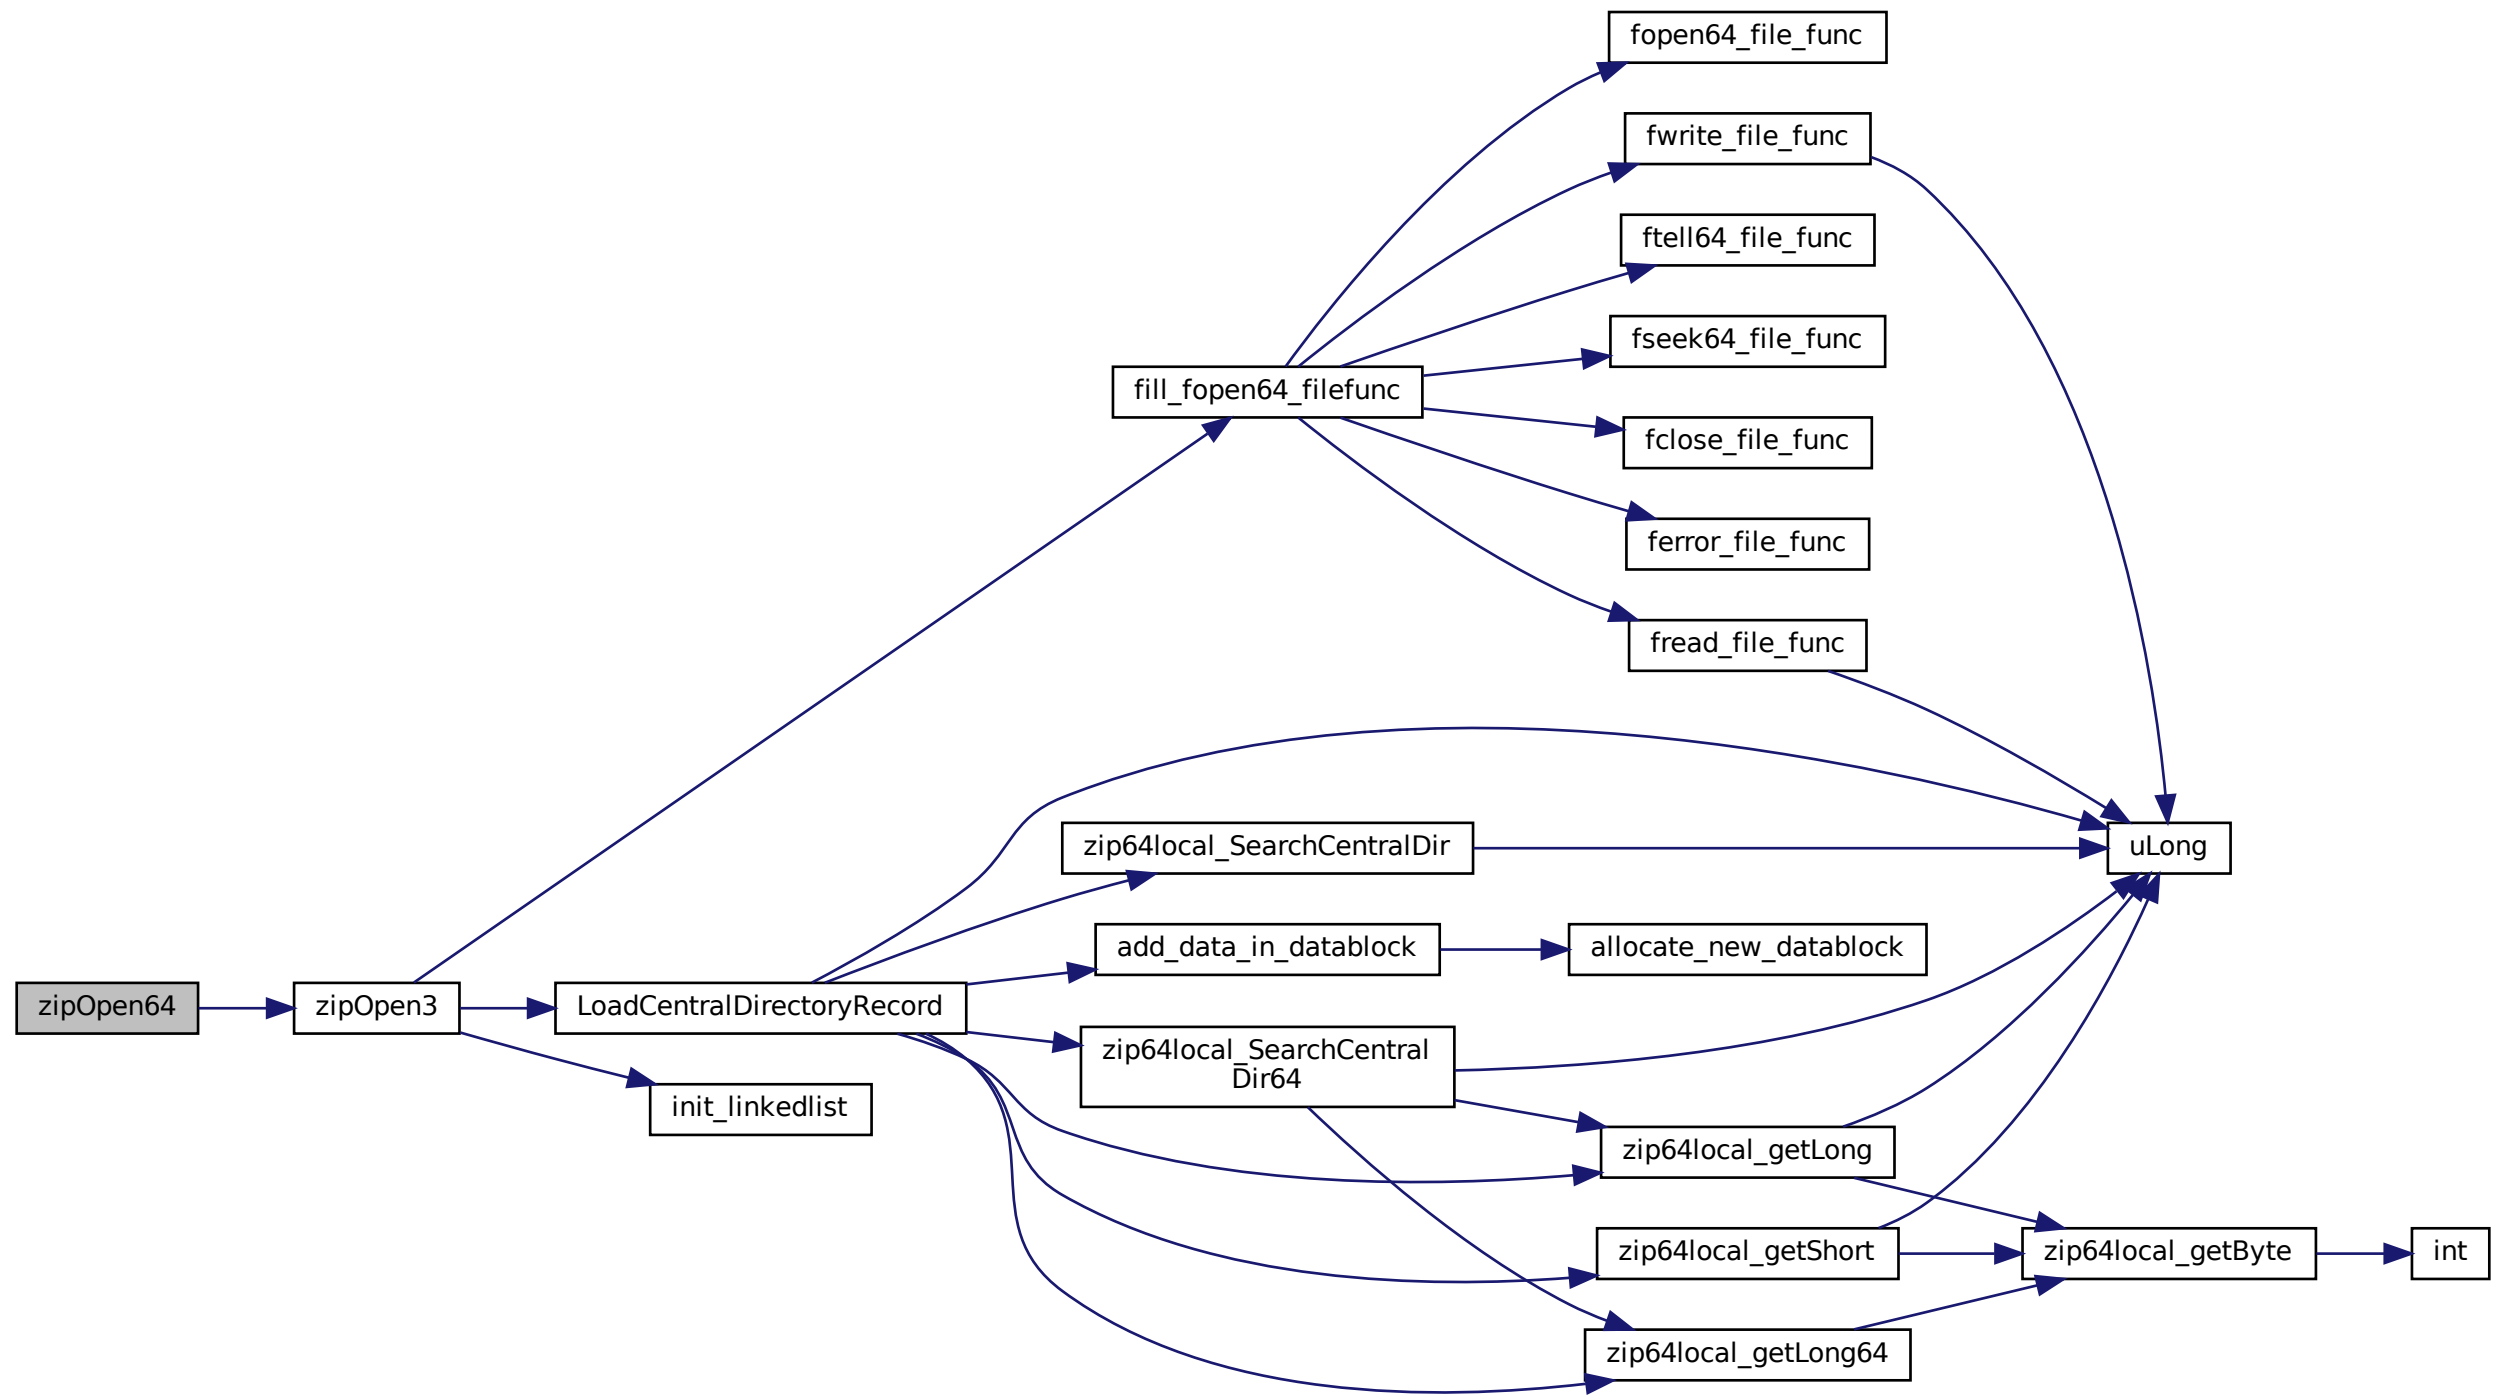 fopen64_file_func
fwrite_file_func
ftell64_file_func
fseek64_file_func
fill_fopen64_filefunc
fclose_file_func
ferror_file_func
fread_file_func
zip64local_SearchCentralDir
uLong
add_data_in_datablock
allocate_new_datablock
zipOpen64
zipOpen3
LoadCentralDirectoryRecord
zip64local_SearchCentral
Dir64
init_linkedlist
zip64local_getLong
zip64local_getShort
zip64local_getByte
int
zip64local_getLong64